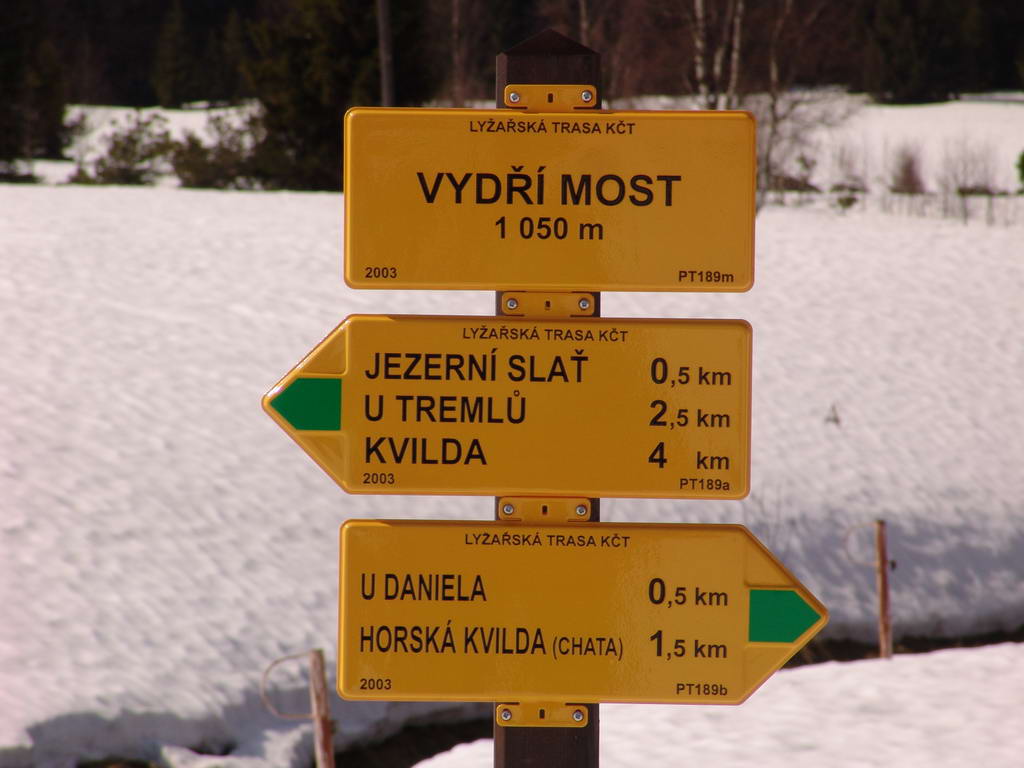 LYŽAŘSKÁ TRASA KČT
VYDŘÍ MOST
1 050 m
2003 PT189m
LYŽAŘSKÁ TRASA KČT
JEZERNÍ SLAŤ 0,5 km
U TREMLŮ 2,5 km
KVILDA 4 km
2003 PT189a
LYŽAŘSKÁ TRASA KČT
U DANIELA 0,5 km
HORSKÁ KVILDA (CHATA) 1,5 km
2003 PT189b